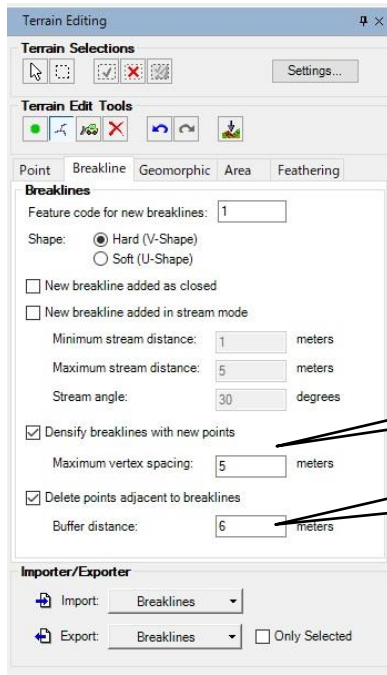 Terrain Editing
Terrain Selections
Settings...
Terrain Edit Tools
Point Breakline Geomorphic Area Feathering
Breaklines
Feature code for new breaklines: 1
Shape: Hard (V-Shape)
Soft (U-Shape)
New breakline added as closed
New breakline added in stream mode
Minimum stream distance: 1 meters
Maximum stream distance: 5 meters
Stream angle: 30 degrees
Densify breaklines with new points
Maximum vertex spacing: 5 meters
Delete points adjacent to breaklines
Buffer distance: 6 meters
Importer/Exporter
Import: Breaklines
Export: Breaklines Only Selected